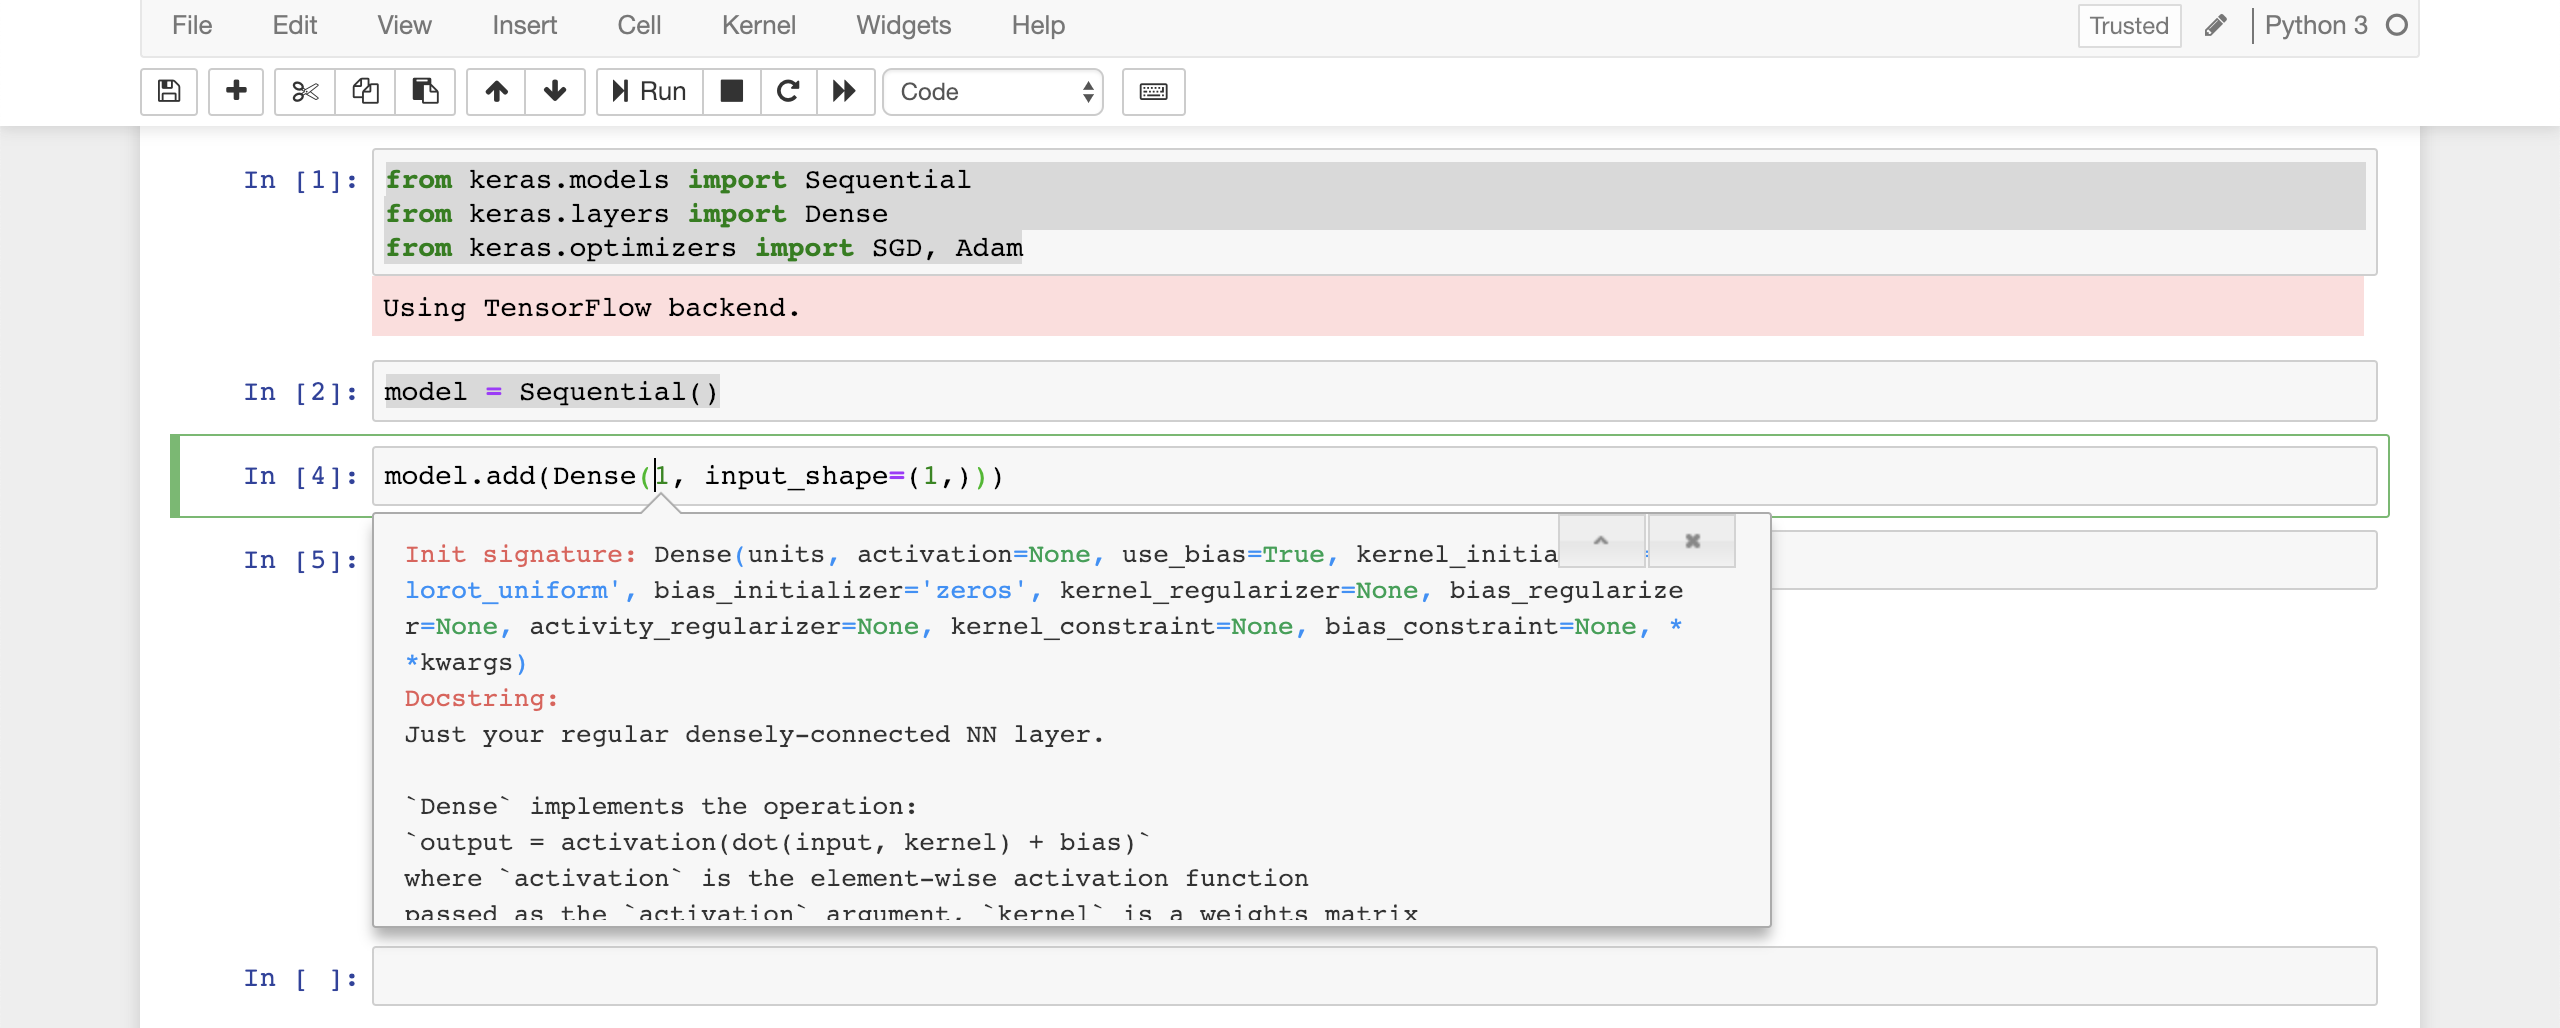 File Edit View Insert Cell Kernel Widgets Help Trusted Python 3
Run Code
In [1]: from keras.models import Sequential
from keras.layers import Dense
from keras.optimizers import SGD, Adam
Using TensorFlow backend.
In [2]: model = Sequential()
In [4]: model.add(Dense(1, input_shape=(1,)))
In [5]:
Init signature: Dense(units, activation=None, use_bias=True, kernel_initia
lorot_uniform', bias_initializer='zeros', kernel_regularizer=None, bias_regularize
r=None, activity_regularizer=None, kernel_constraint=None, bias_constraint=None, *
*kwargs)
Docstring:
Just your regular densely-connected NN layer.
`Dense` implements the operation:
`output = activation(dot(input, kernel) + bias)`
where `activation` is the element-wise activation function
passed as the `activation` argument, `kernel` is a weights matrix
In [ ]: